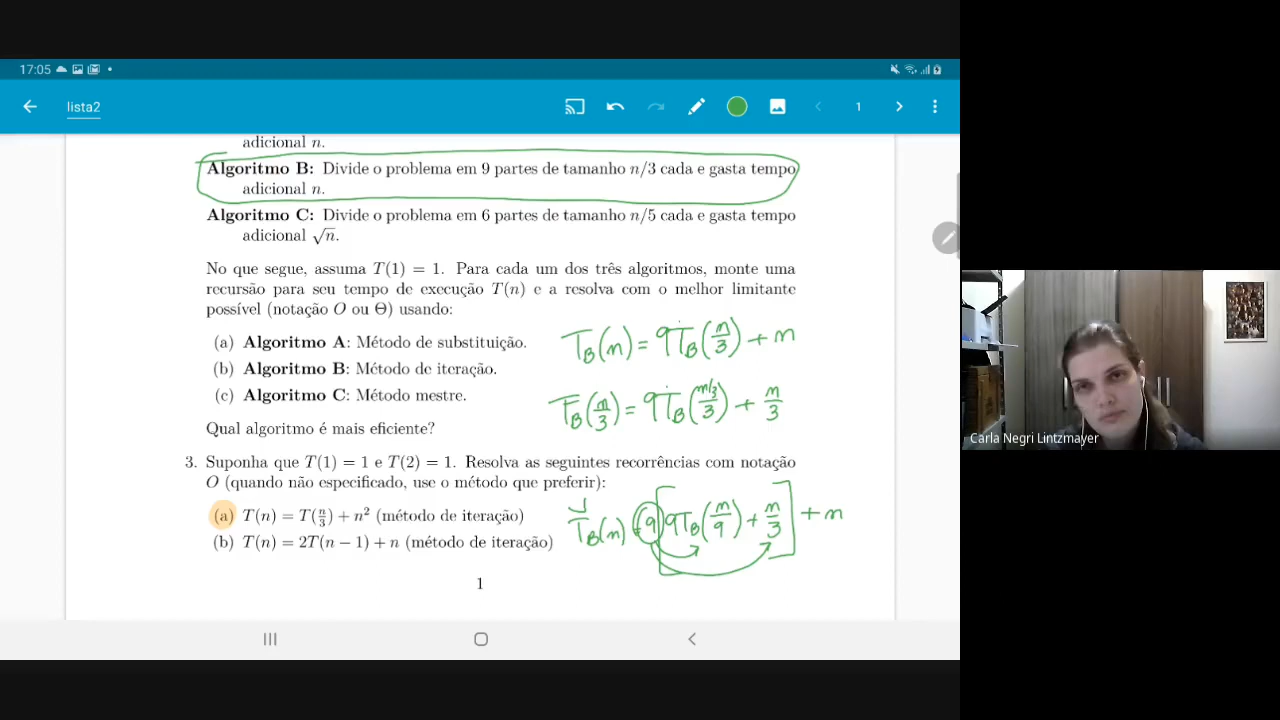 17:05
lista2
1
adicional n.
Algoritmo B: Divide o problema em 9 partes de tamanho n/3 cada e gasta tempo
adicional n.
Algoritmo C: Divide o problema em 6 partes de tamanho n/5 cada e gasta tempo
adicional √n.
No que segue, assuma T(1) = 1. Para cada um dos três algoritmos, monte uma
recursão para seu tempo de execução T(n) e a resolva com o melhor limitante
possível (notação O ou Θ) usando:
(a) Algoritmo A: Método de substituição.
(b) Algoritmo B: Método de iteração.
(c) Algoritmo C: Método mestre.
Qual algoritmo é mais eficiente?
T_B(n) = 9T_B(n/3) + n
T_B(n/3) = 9T_B((n/3)/3) + n/3
3. Suponha que T(1) = 1 e T(2) = 1. Resolva as seguintes recorrências com notação
O (quando não especificado, use o método que preferir):
(a) T(n) = T(n/3) + n² (método de iteração)
(b) T(n) = 2T(n − 1) + n (método de iteração)
T_B(n) = 9[9T_B(n/9) + n/3] + n
1
Carla Negri Lintzmayer